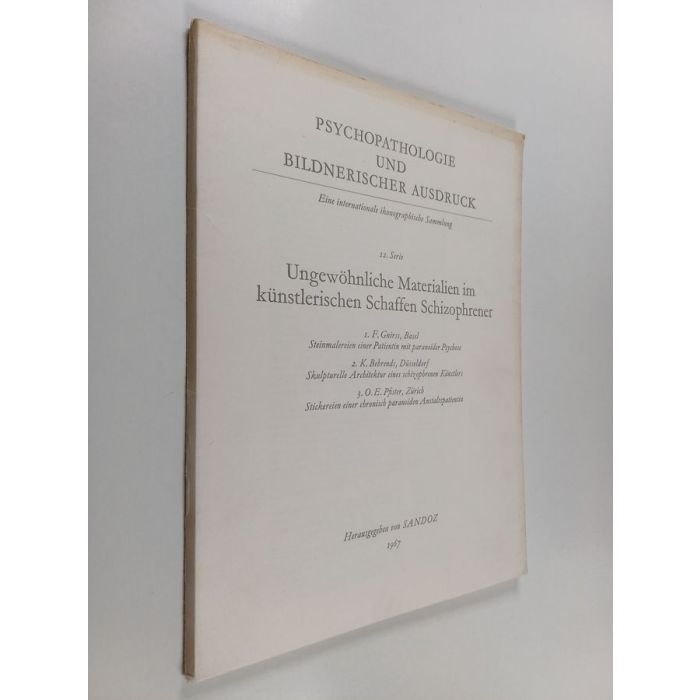 PSYCHOPATHOLOGIE
UND
BILDNERISCHER AUSDRUCK
Eine internationale ikonographische Sammlung
12. Serie
Ungewöhnliche Materialien im
künstlerischen Schaffen Schizophrener
1. F. Gnirss, Basel
Steinmalereien einer Patientin mit paranoider Psychose
2. K. Behrends, Düsseldorf
Skulpturelle Architektur eines schizophrenen Künstlers
3. O. E. Pfister, Zürich
Stickereien einer chronisch paranoiden Anstaltspatientin
Herausgegeben von SANDOZ
1967